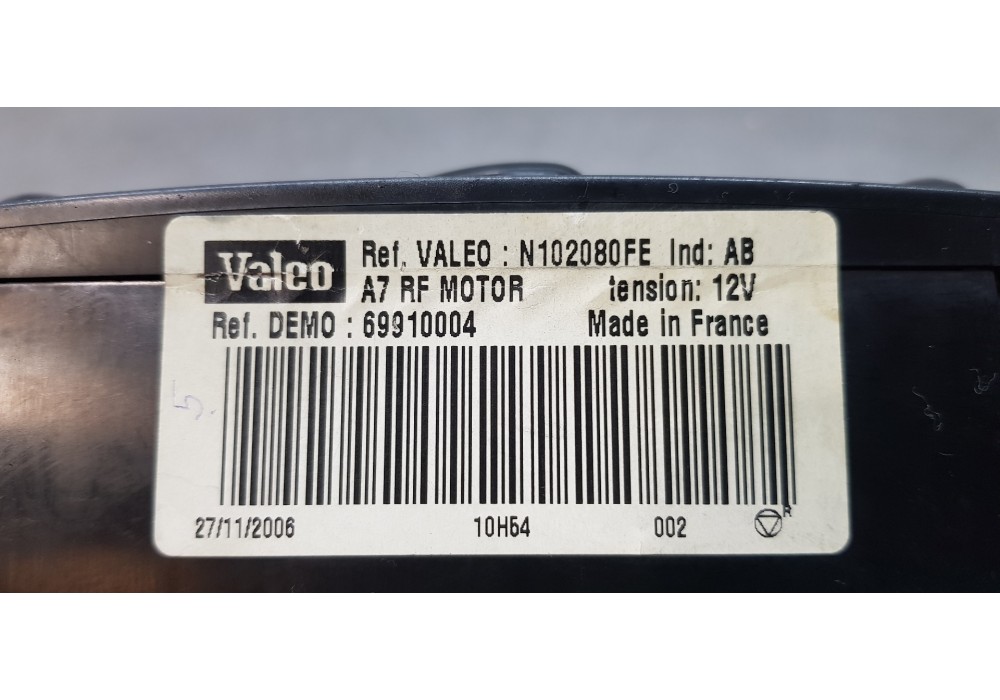 Valeo Ref. VALEO : N102080FE Ind: AB
A7 RF MOTOR tension: 12V
Ref. DEMO : 69910004 Made in France
5
27/11/2006 10H54 002 R